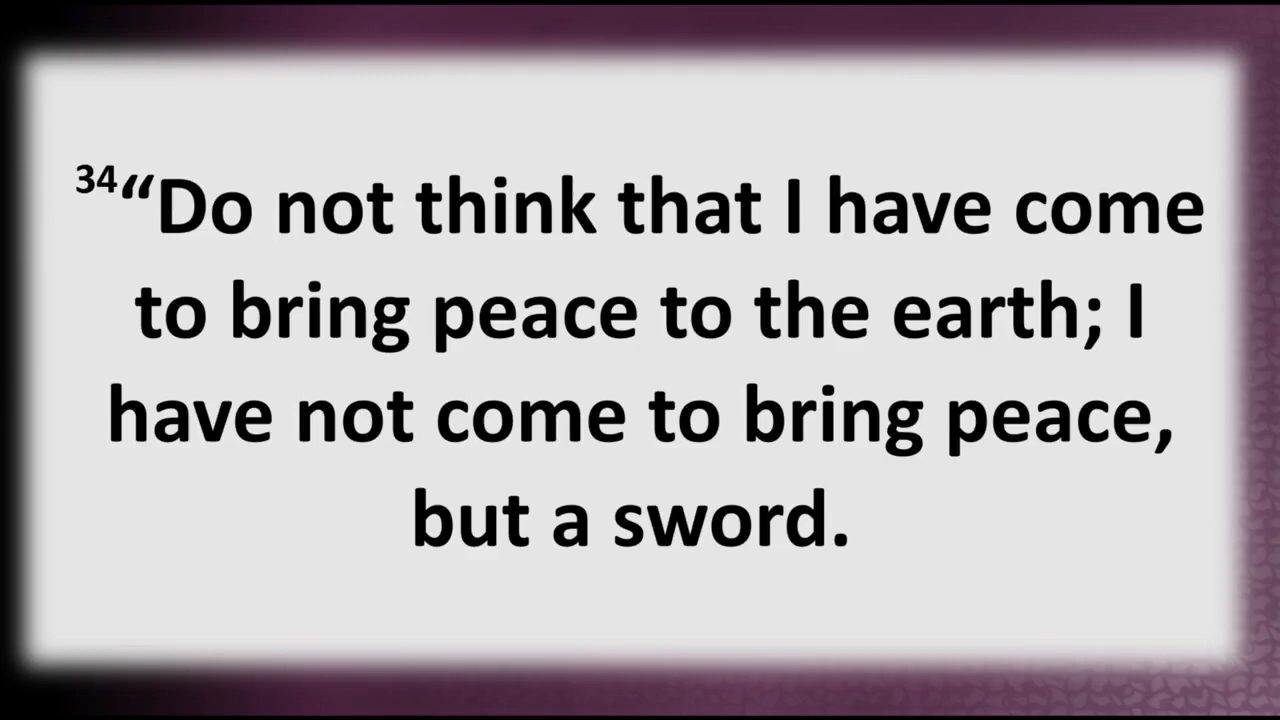 34“Do not think that I have come
to bring peace to the earth; I
have not come to bring peace,
but a sword.